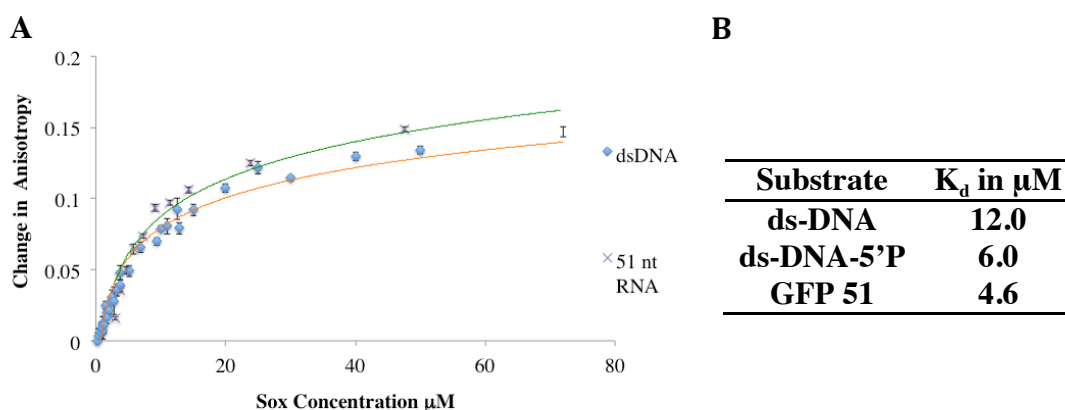 A
B
0.2
0.15
0.1
0.05
0
Change in Anisotropy
0
20
40
60
80
Sox Concentration µM
dsDNA
51 nt
RNA
Substrate K_d in µM
ds-DNA 12.0
ds-DNA-5’P 6.0
GFP 51 4.6